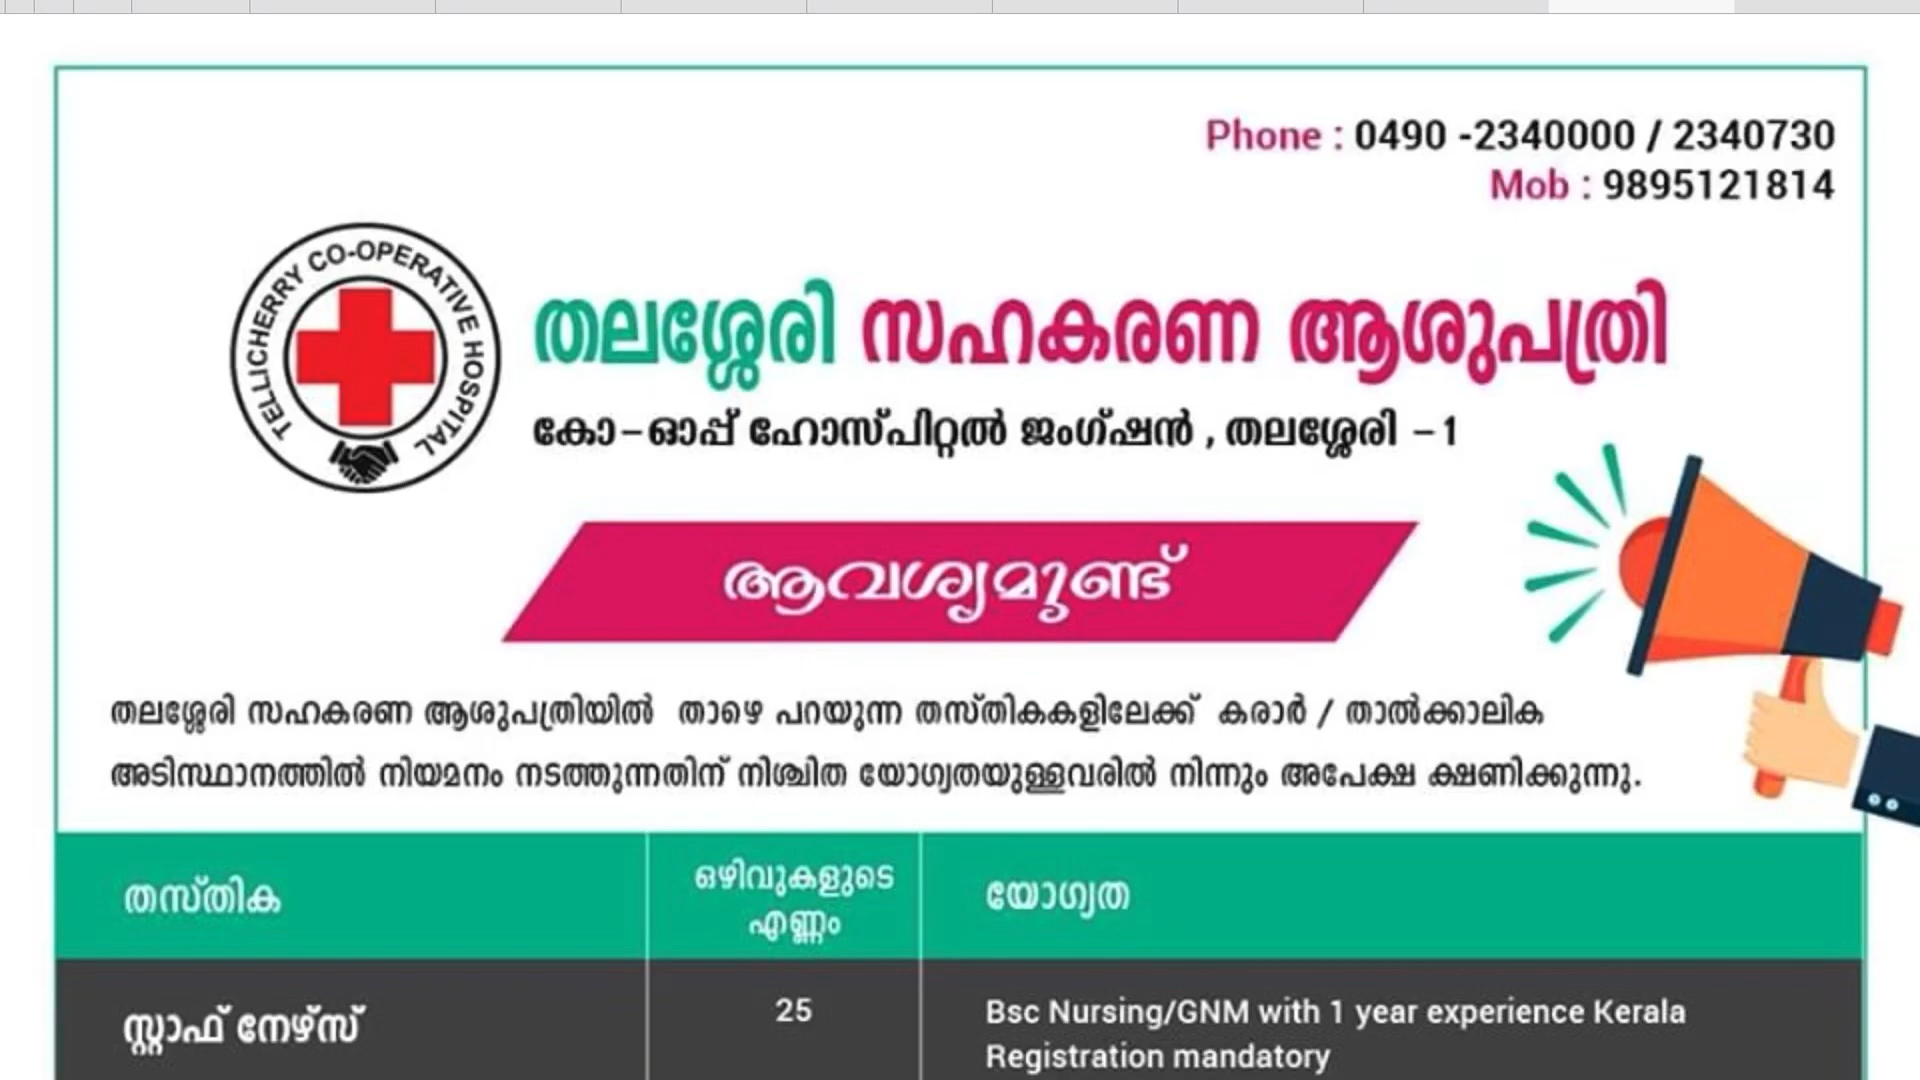 Phone : 0490 -2340000 / 2340730
Mob : 9895121814
TELLICHERRY CO-OPERATIVE HOSPITAL
തലശ്ശേരി സഹകരണ ആശുപത്രി
കോ-ഓപ്പ് ഹോസ്പിറ്റൽ ജംഗ്ഷൻ , തലശ്ശേരി - 1
ആവശ്യമുണ്ട്
തലശ്ശേരി സഹകരണ ആശുപത്രിയിൽ താഴെ പറയുന്ന തസ്തികകളിലേക്ക് കരാർ / താൽക്കാലിക
അടിസ്ഥാനത്തിൽ നിയമനം നടത്തുന്നതിന് നിശ്ചിത യോഗ്യതയുള്ളവരിൽ നിന്നും അപേക്ഷ ക്ഷണിക്കുന്നു.
തസ്തിക
ഒഴിവുകളുടെ
എണ്ണം
യോഗ്യത
സ്റ്റാഫ് നേഴ്സ്
25
Bsc Nursing/GNM with 1 year experience Kerala
Registration mandatory